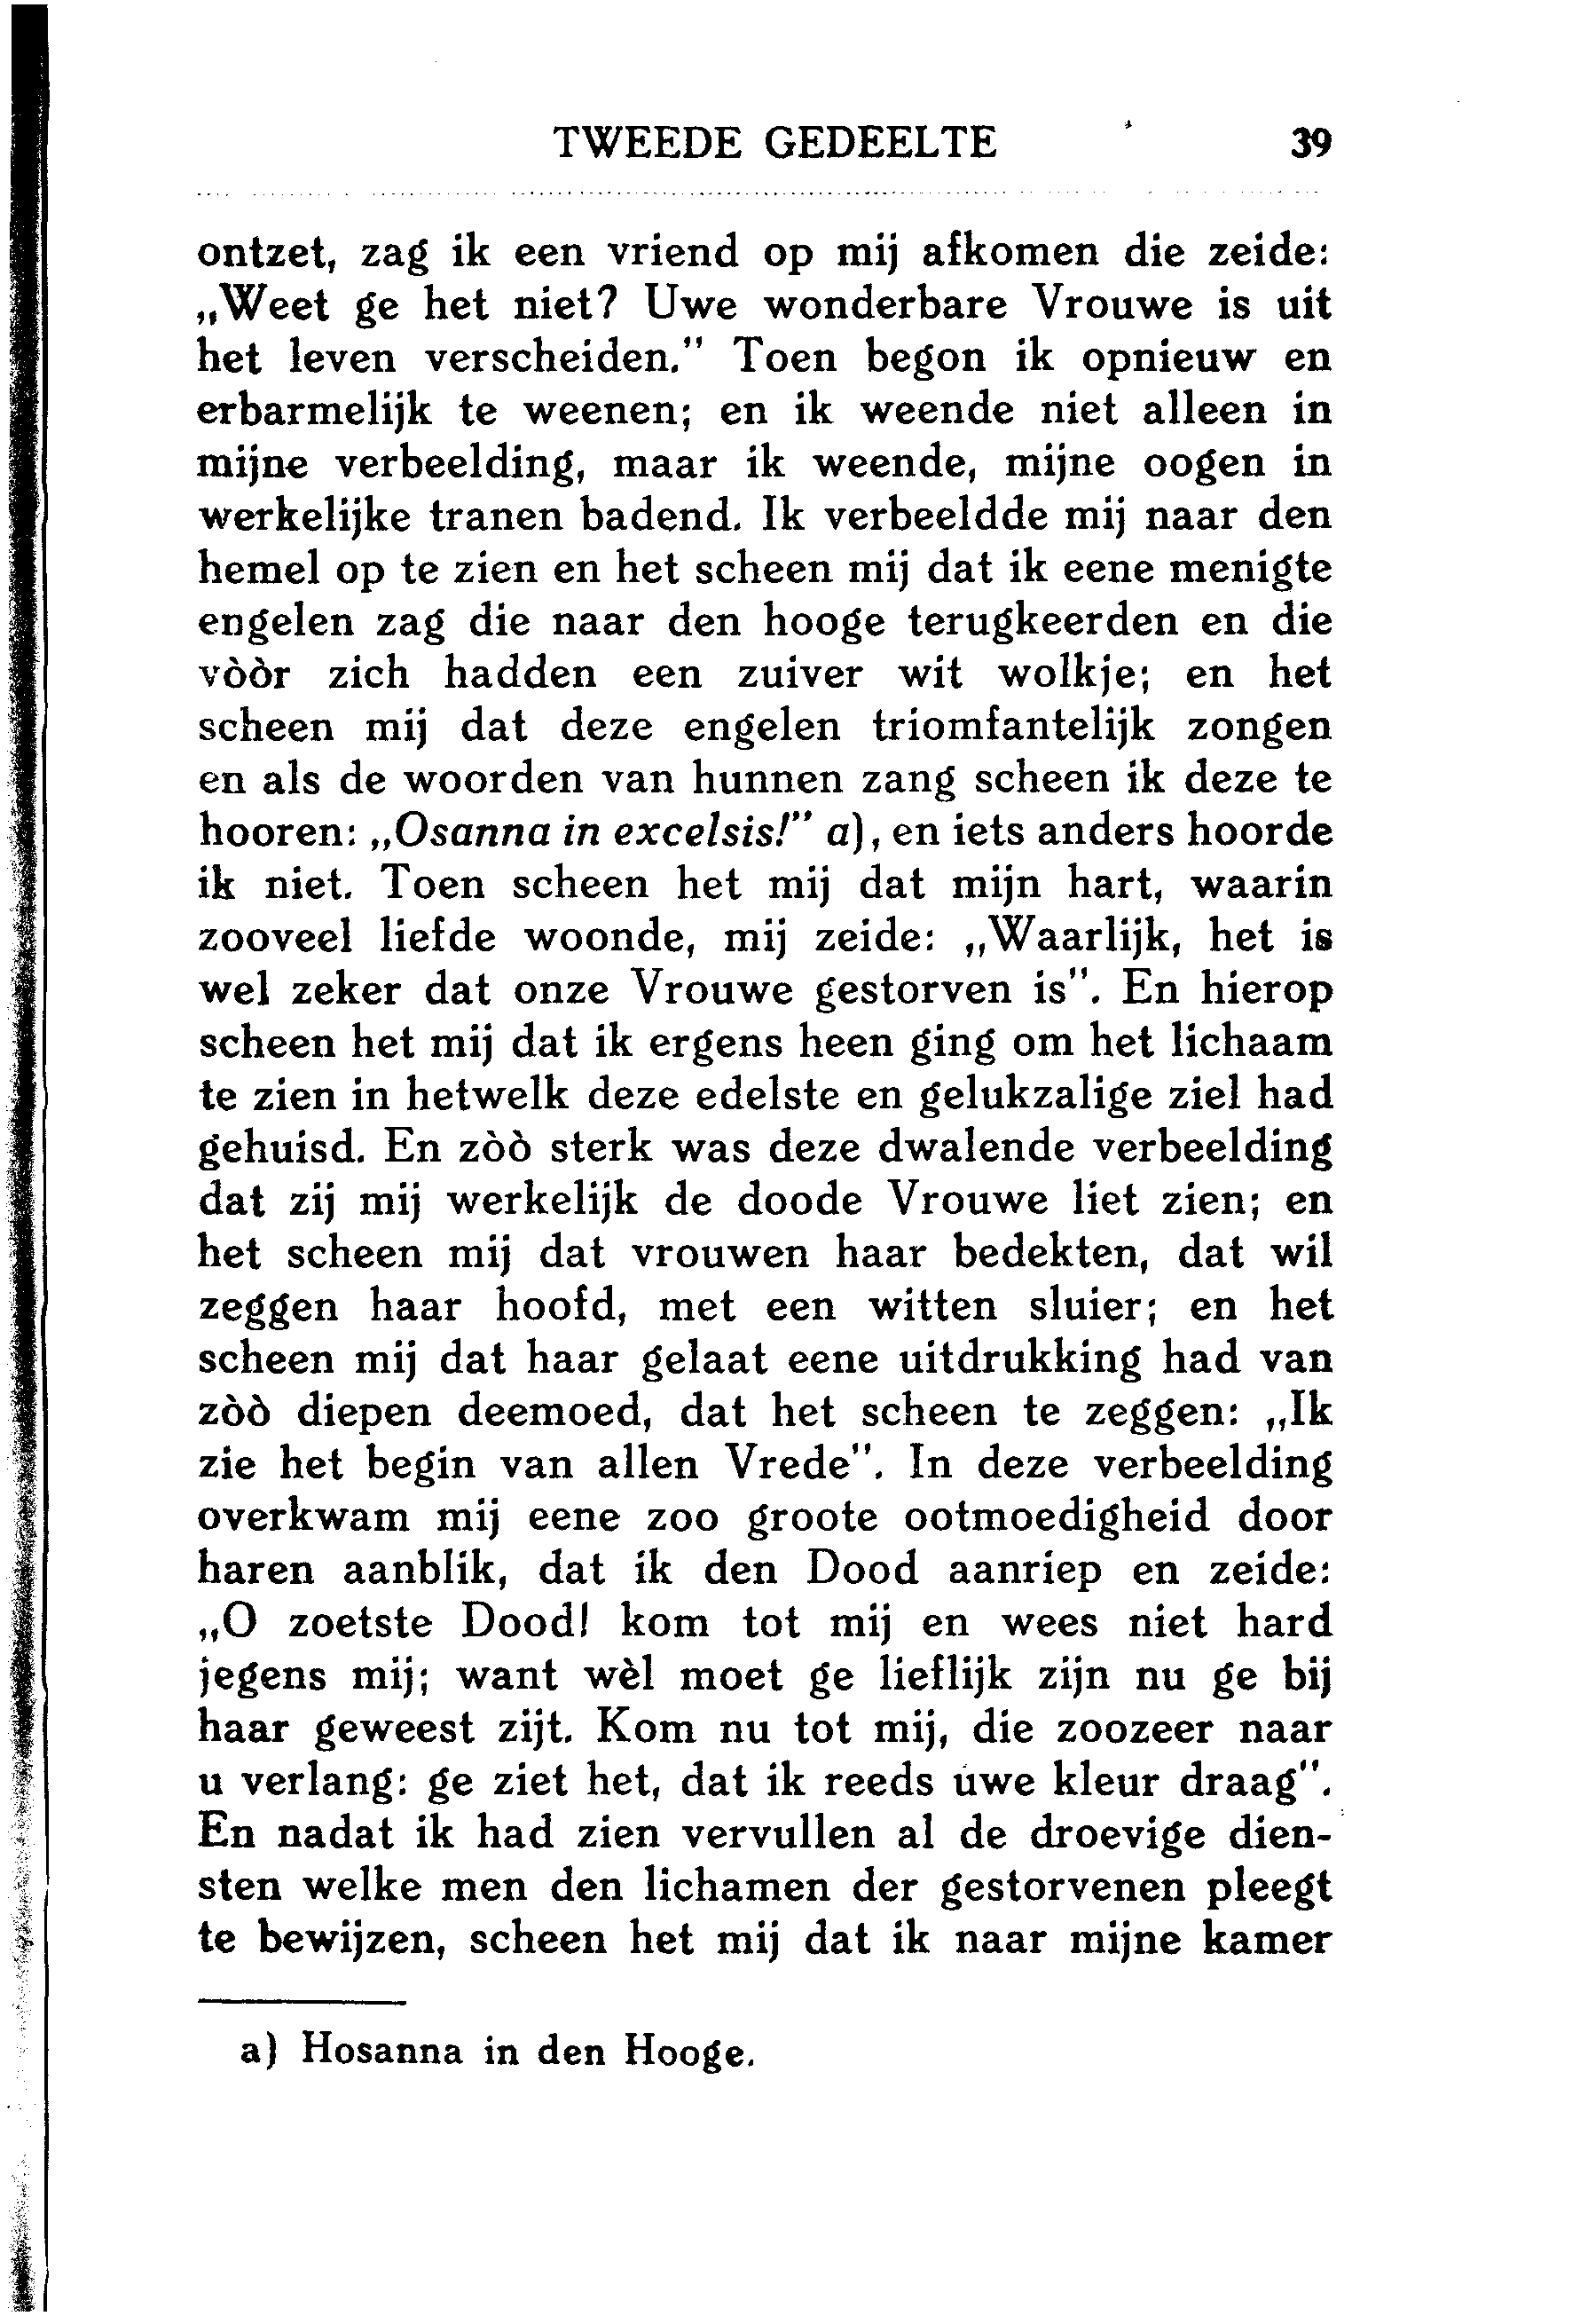 TWEEDE GEDEELTE 39
ontzet, zag ik een vriend op mij afkomen die zeide:
„Weet ge het niet? Uwe wonderbare Vrouwe is uit
het leven verscheiden." Toen begon ik opnieuw en
erbarmelijk te weenen; en ik weende niet alleen in
mijne verbeelding, maar ik weende, mijne oogen in
werkelijke tranen badend. Ik verbeeldde mij naar den
hemel op te zien en het scheen mij dat ik eene menigte
engelen zag die naar den hooge terugkeerden en die
vòòr zich hadden een zuiver wit wolkje; en het
scheen mij dat deze engelen triomfantelijk zongen
en als de woorden van hunnen zang scheen ik deze te
hooren: „Osanna in excelsis!" a), en iets anders hoorde
ik niet. Toen scheen het mij dat mijn hart, waarin
zooveel liefde woonde, mij zeide: „Waarlijk, het is
wel zeker dat onze Vrouwe gestorven is". En hierop
scheen het mij dat ik ergens heen ging om het lichaam
te zien in hetwelk deze edelste en gelukzalige ziel had
gehuisd. En zòò sterk was deze dwalende verbeelding
dat zij mij werkelijk de doode Vrouwe liet zien; en
het scheen mij dat vrouwen haar bedekten, dat wil
zeggen haar hoofd, met een witten sluier; en het
scheen mij dat haar gelaat eene uitdrukking had van
zòò diepen deemoed, dat het scheen te zeggen: „Ik
zie het begin van allen Vrede". In deze verbeelding
overkwam mij eene zoo groote ootmoedigheid door
haren aanblik, dat ik den Dood aanriep en zeide:
„O zoetste Dood! kom tot mij en wees niet hard
jegens mij; want wèl moet ge lieflijk zijn nu ge bij
haar geweest zijt. Kom nu tot mij, die zoozeer naar
u verlang: ge ziet het, dat ik reeds uwe kleur draag".
En nadat ik had zien vervullen al de droevige dien-
sten welke men den lichamen der gestorvenen pleegt
te bewijzen, scheen het mij dat ik naar mijne kamer
a) Hosanna in den Hooge.